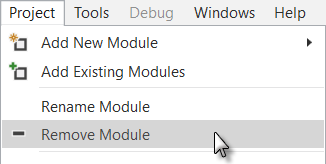 Project Tools Debug Windows Help
Add New Module
Add Existing Modules
Rename Module
Remove Module